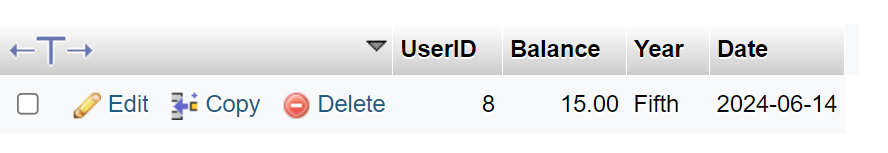 ←T→ UserID Balance Year Date
Edit Copy Delete 8 15.00 Fifth 2024-06-14